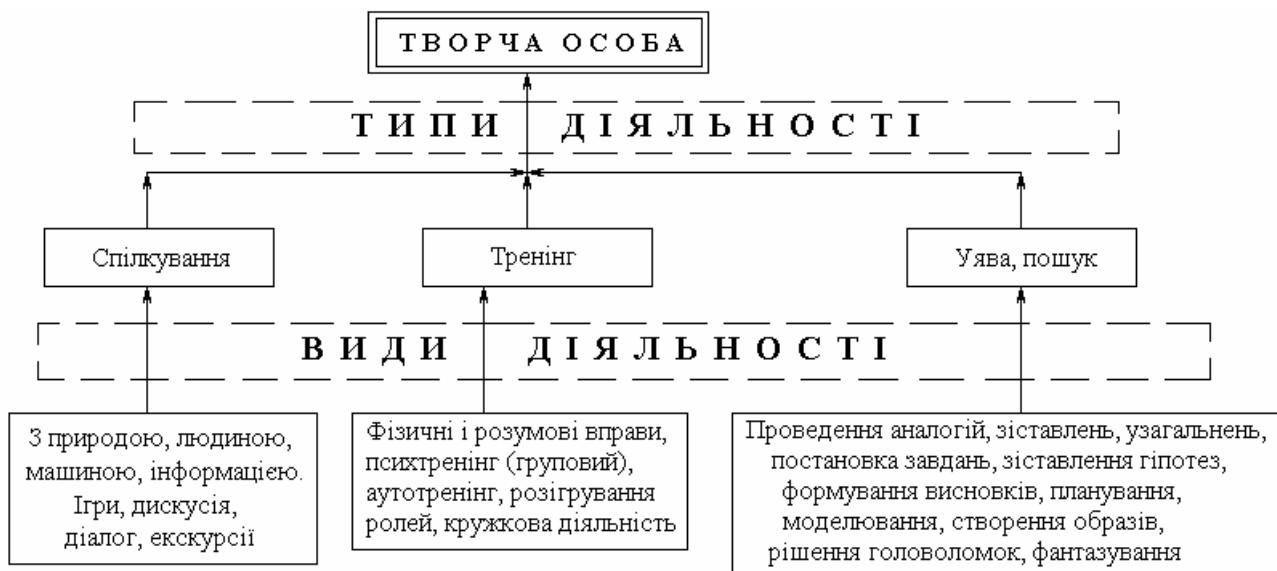 ТВОРЧА ОСОБА
ТИПИ ДІЯЛЬНОСТІ
Спілкування
Тренінг
Уява, пошук
ВИДИ ДІЯЛЬНОСТІ
З природою, людиною,
машиною, інформацією.
Ігри, дискусія,
діалог, екскурсії
Фізичні і розумові вправи,
психтренінг (груповий),
аутотренінг, розігрування
ролей, кружкова діяльність
Проведення аналогій, зіставлень, узагальнень,
постановка завдань, зіставлення гіпотез,
формування висновків, планування,
моделювання, створення образів,
рішення головоломок, фантазування